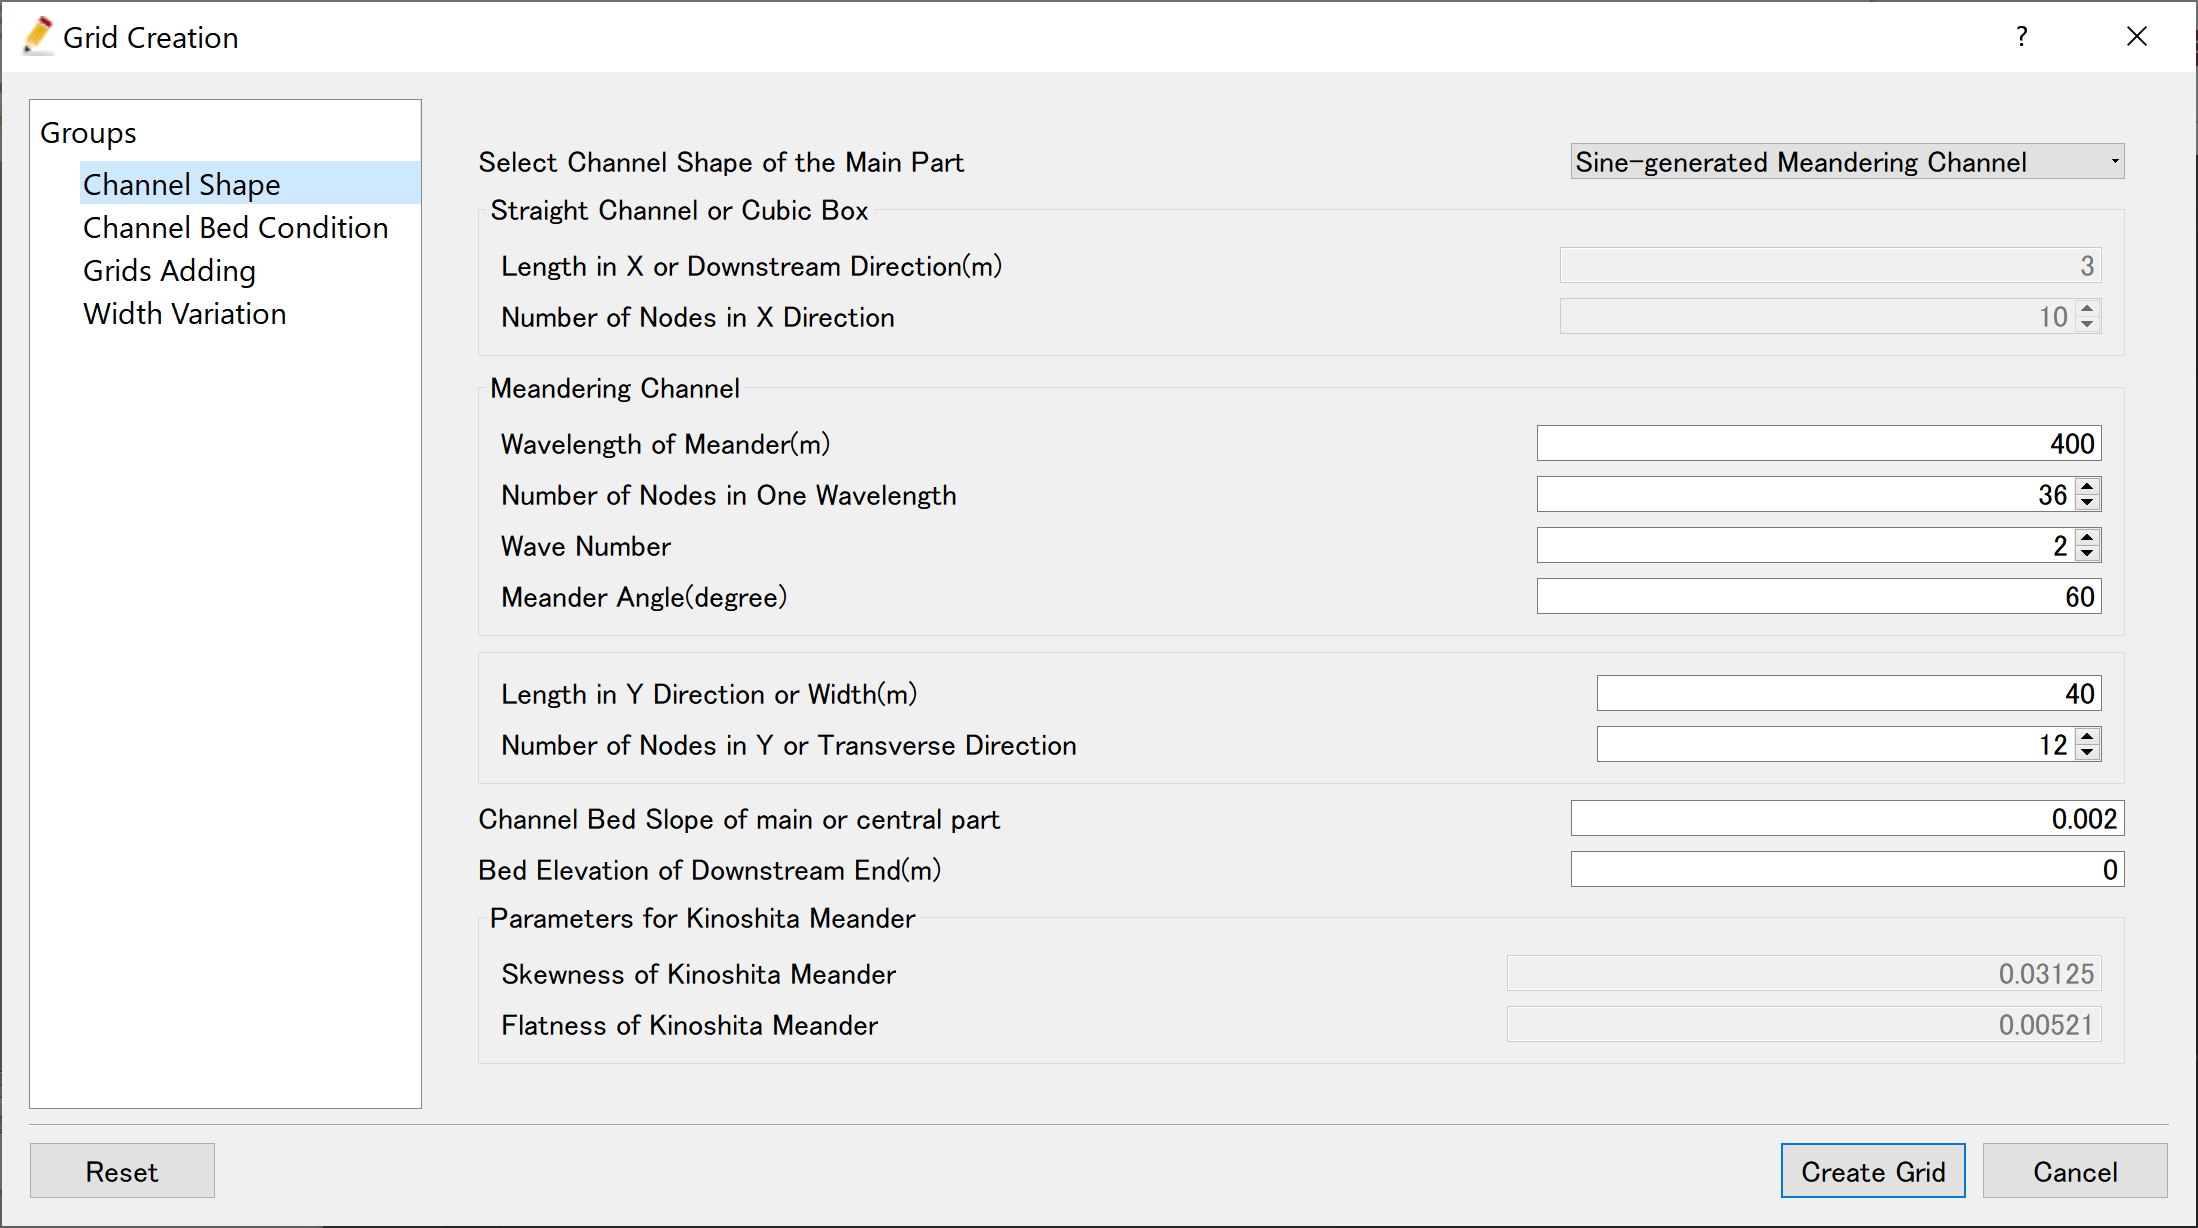 Grid Creation
?
Groups
Channel Shape
Channel Bed Condition
Grids Adding
Width Variation
Select Channel Shape of the Main Part Sine-generated Meandering Channel
Straight Channel or Cubic Box
Length in X or Downstream Direction(m) 3
Number of Nodes in X Direction 10
Meandering Channel
Wavelength of Meander(m) 400
Number of Nodes in One Wavelength 36
Wave Number 2
Meander Angle(degree) 60
Length in Y Direction or Width(m) 40
Number of Nodes in Y or Transverse Direction 12
Channel Bed Slope of main or central part 0.002
Bed Elevation of Downstream End(m) 0
Parameters for Kinoshita Meander
Skewness of Kinoshita Meander 0.03125
Flatness of Kinoshita Meander 0.00521
Reset Create Grid Cancel